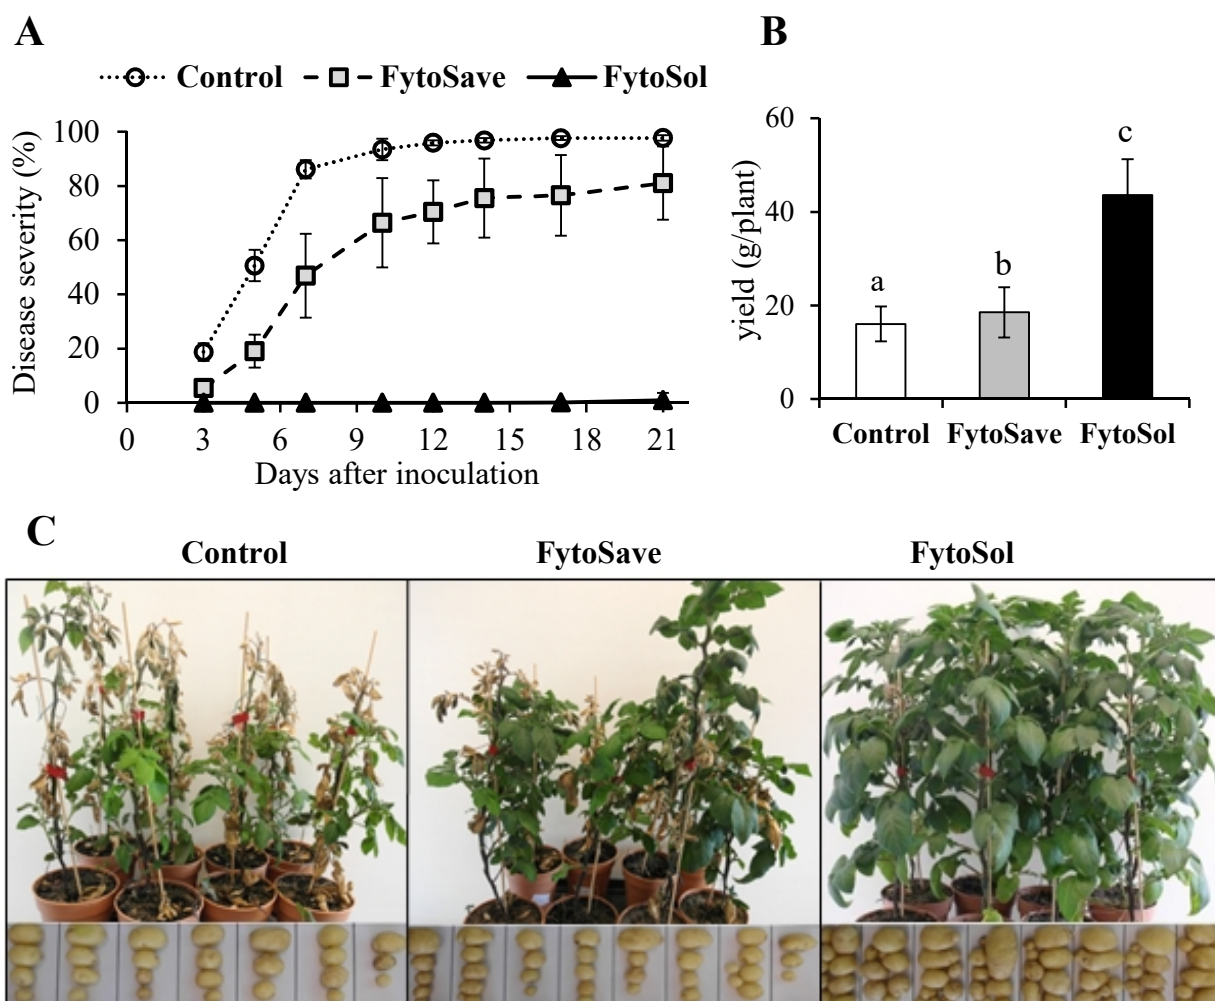 A
Control FytoSave FytoSol
Disease severity (%)
100
80
60
40
20
0
0 3 6 9 12 15 18 21
Days after inoculation
B
yield (g/plant)
60
40
20
0
a
b
c
Control FytoSave FytoSol
C
Control FytoSave FytoSol